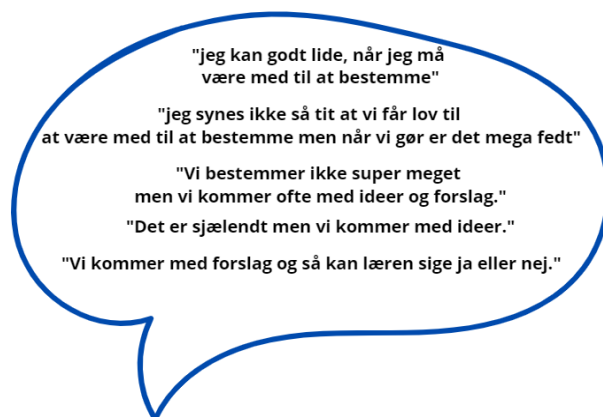 "jeg kan godt lide, når jeg må
være med til at bestemme"
"jeg synes ikke så tit at vi får lov til
at være med til at bestemme men når vi gør er det mega fedt"
"Vi bestemmer ikke super meget
men vi kommer ofte med ideer og forslag."
"Det er sjælendt men vi kommer med ideer."
"Vi kommer med forslag og så kan læren sige ja eller nej."